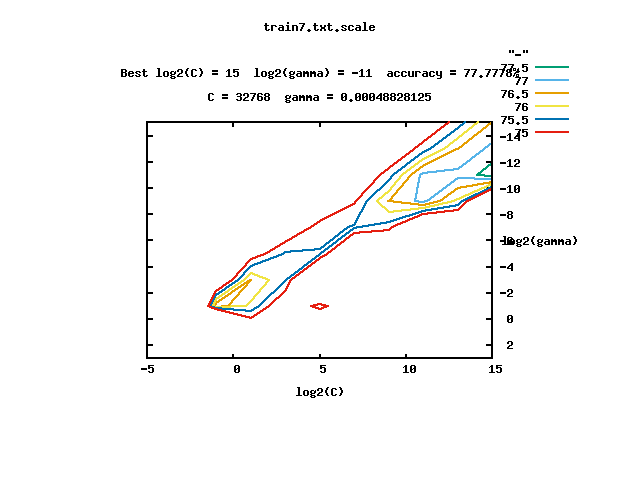 train7.txt.scale
"-"
Best log2(C) = 15 log2(gamma) = -11 accuracy = 77.7778%
C = 32768 gamma = 0.00048828125
77.5
77
76.5
76
75.5
75
-14
-12
-10
-8
-6
log2(gamma)
-4
-2
0
2
-5 0 5 10 15
log2(C)